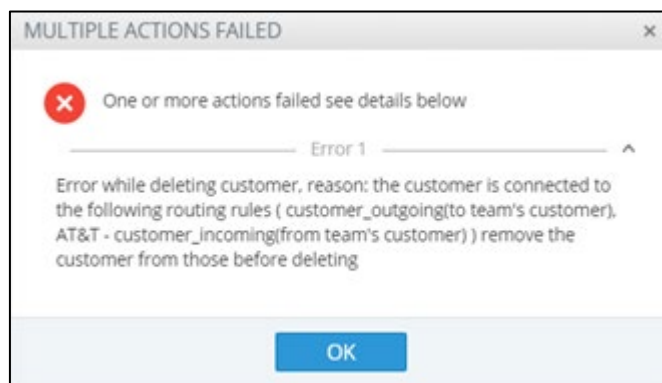 MULTIPLE ACTIONS FAILED ×
One or more actions failed see details below
Error 1
Error while deleting customer, reason: the customer is connected to
the following routing rules ( customer_outgoing(to team's customer),
AT&T - customer_incoming(from team's customer) ) remove the
customer from those before deleting
OK